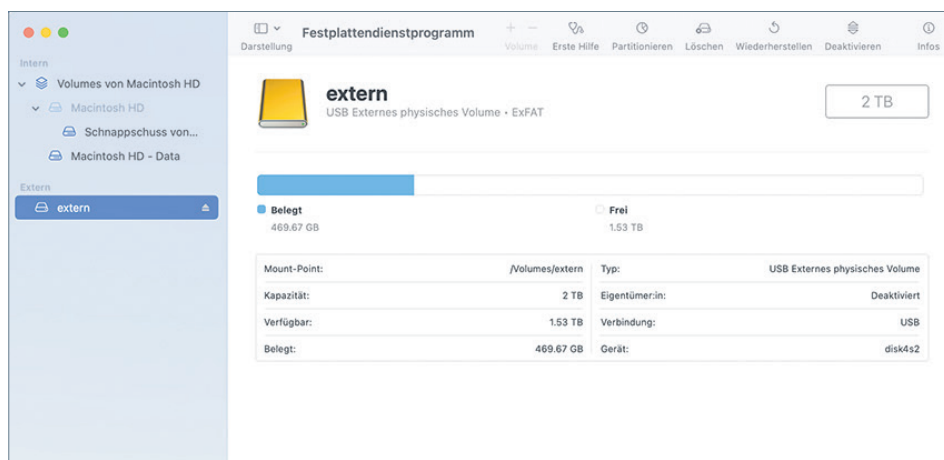 Darstellung
Festplattendienstprogramm
Volume
Erste Hilfe
Partitionieren
Löschen
Wiederherstellen
Deaktivieren
Infos
Intern
Volumes von Macintosh HD
Macintosh HD
Schnappschuss von...
Macintosh HD - Data
Extern
extern
extern
USB Externes physisches Volume • ExFAT
2 TB
Belegt
469.67 GB
Frei
1.53 TB
Mount-Point: /Volumes/extern
Typ: USB Externes physisches Volume
Kapazität: 2 TB
Eigentümer:in: Deaktiviert
Verfügbar: 1.53 TB
Verbindung: USB
Belegt: 469.67 GB
Gerät: disk4s2